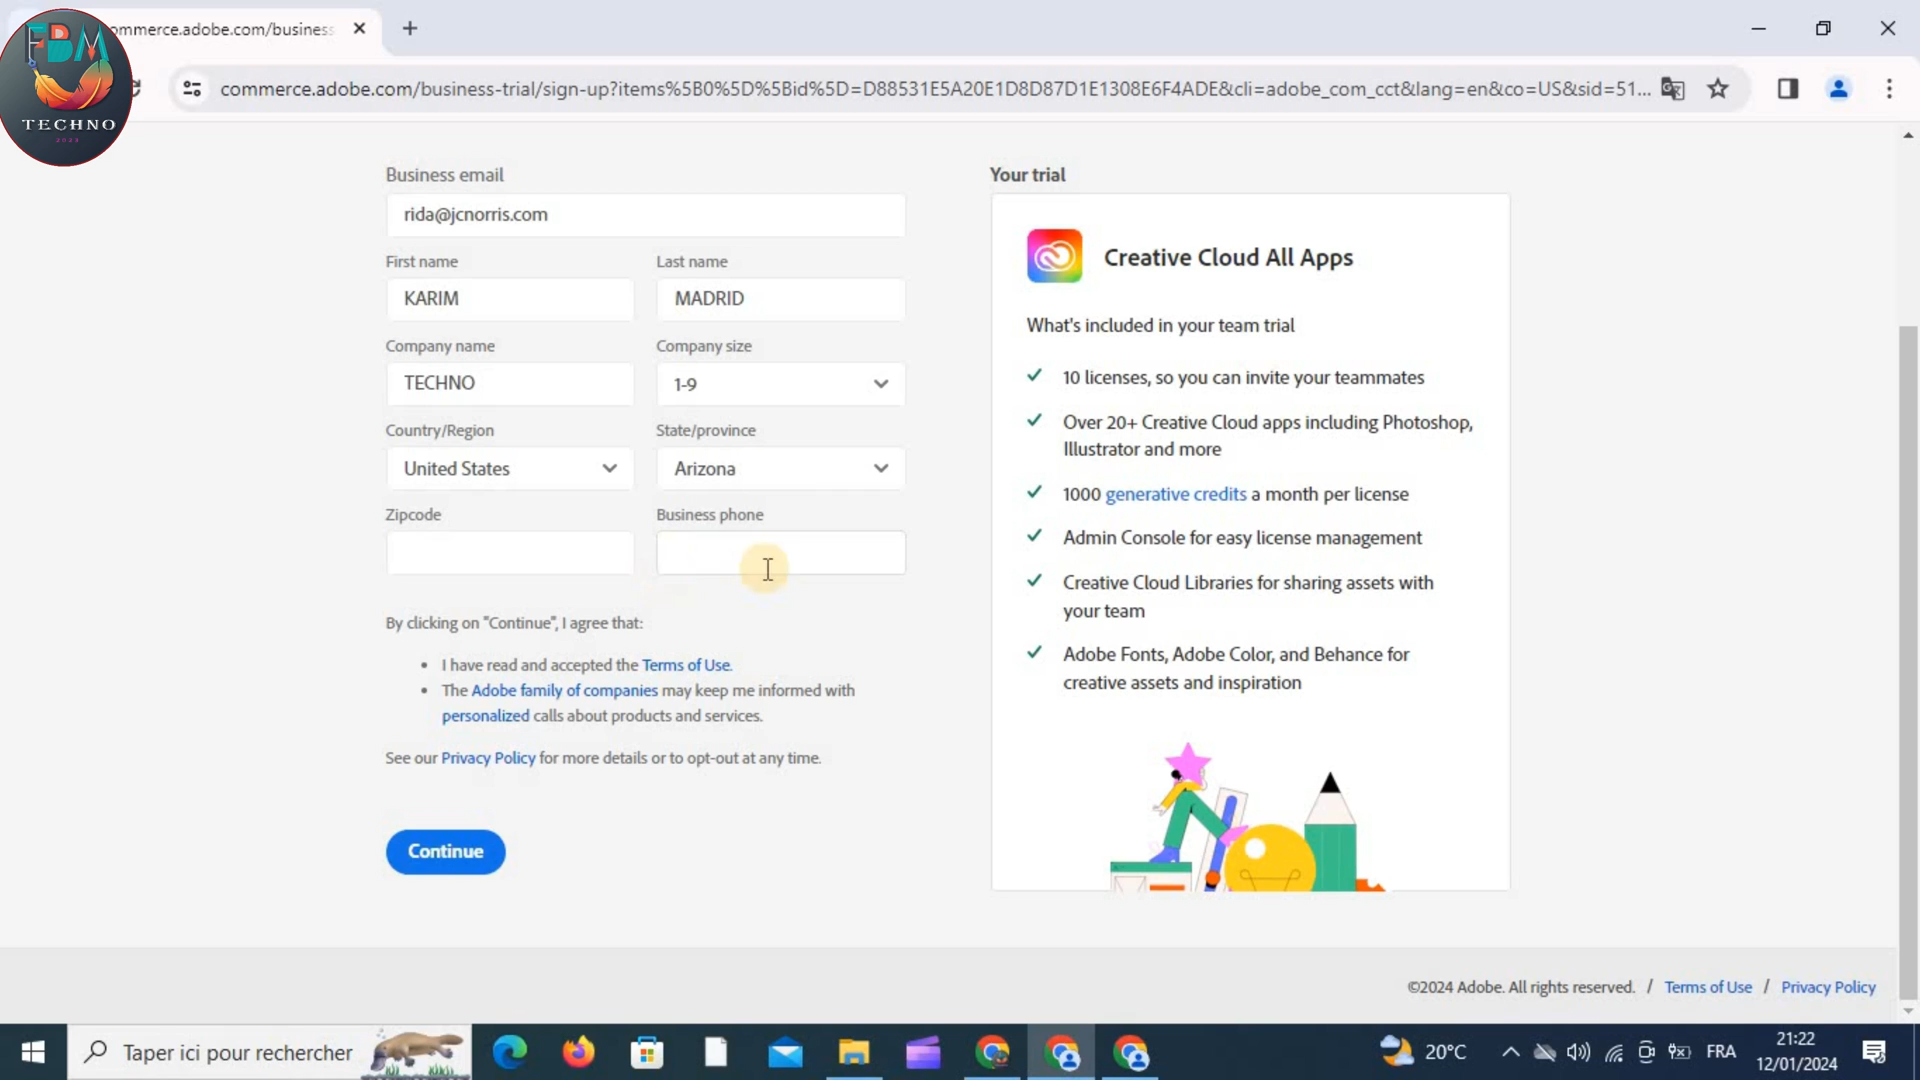 commerce.adobe.com/business
FBM
TECHNO
commerce.adobe.com/business-trial/sign-up?items%5B0%5D%5Bid%5D=D88531E5A20E1D8D87D1E1308E6F4ADE&cli=adobe_com_cct&lang=en&co=US&sid=51...
Business email
rida@jcnorris.com
First name
Last name
KARIM
MADRID
Company name
Company size
TECHNO
1-9
Country/Region
State/province
United States
Arizona
Zipcode
Business phone
By clicking on "Continue", I agree that:
• I have read and accepted the Terms of Use.
• The Adobe family of companies may keep me informed with
personalized calls about products and services.
See our Privacy Policy for more details or to opt-out at any time.
Continue
Your trial
Creative Cloud All Apps
What's included in your team trial
10 licenses, so you can invite your teammates
Over 20+ Creative Cloud apps including Photoshop,
Illustrator and more
1000 generative credits a month per license
Admin Console for easy license management
Creative Cloud Libraries for sharing assets with
your team
Adobe Fonts, Adobe Color, and Behance for
creative assets and inspiration
©2024 Adobe. All rights reserved. / Terms of Use / Privacy Policy
Taper ici pour rechercher
20°C
FRA
21:22
12/01/2024